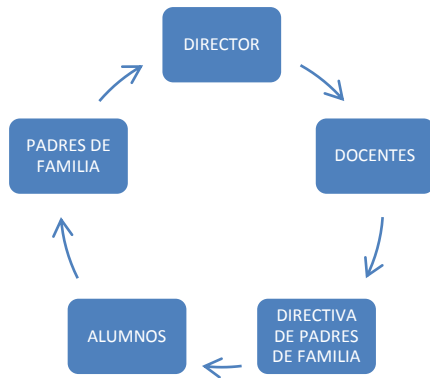 DIRECTOR
DOCENTES
DIRECTIVA
DE PADRES
DE FAMILIA
ALUMNOS
PADRES DE
FAMILIA